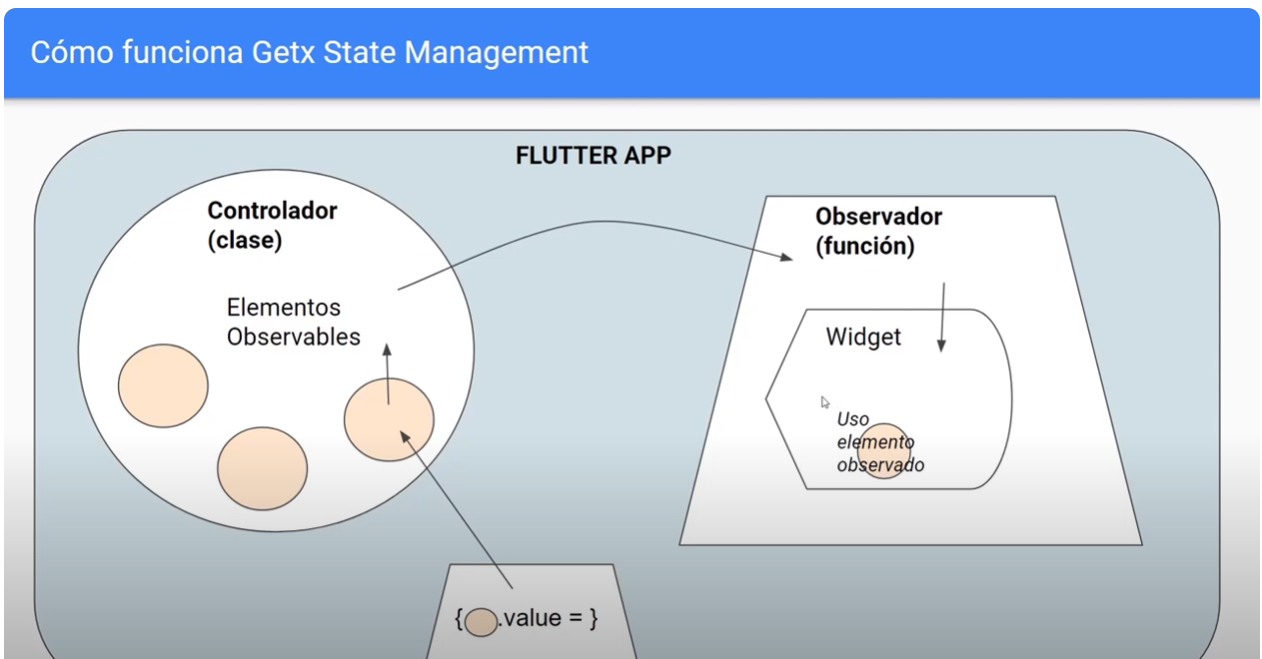 Cómo funciona Getx State Management
FLUTTER APP
Controlador
(clase)
Elementos
Observables
Observador
(función)
Widget
Uso
elemento
observado
{ .value = }